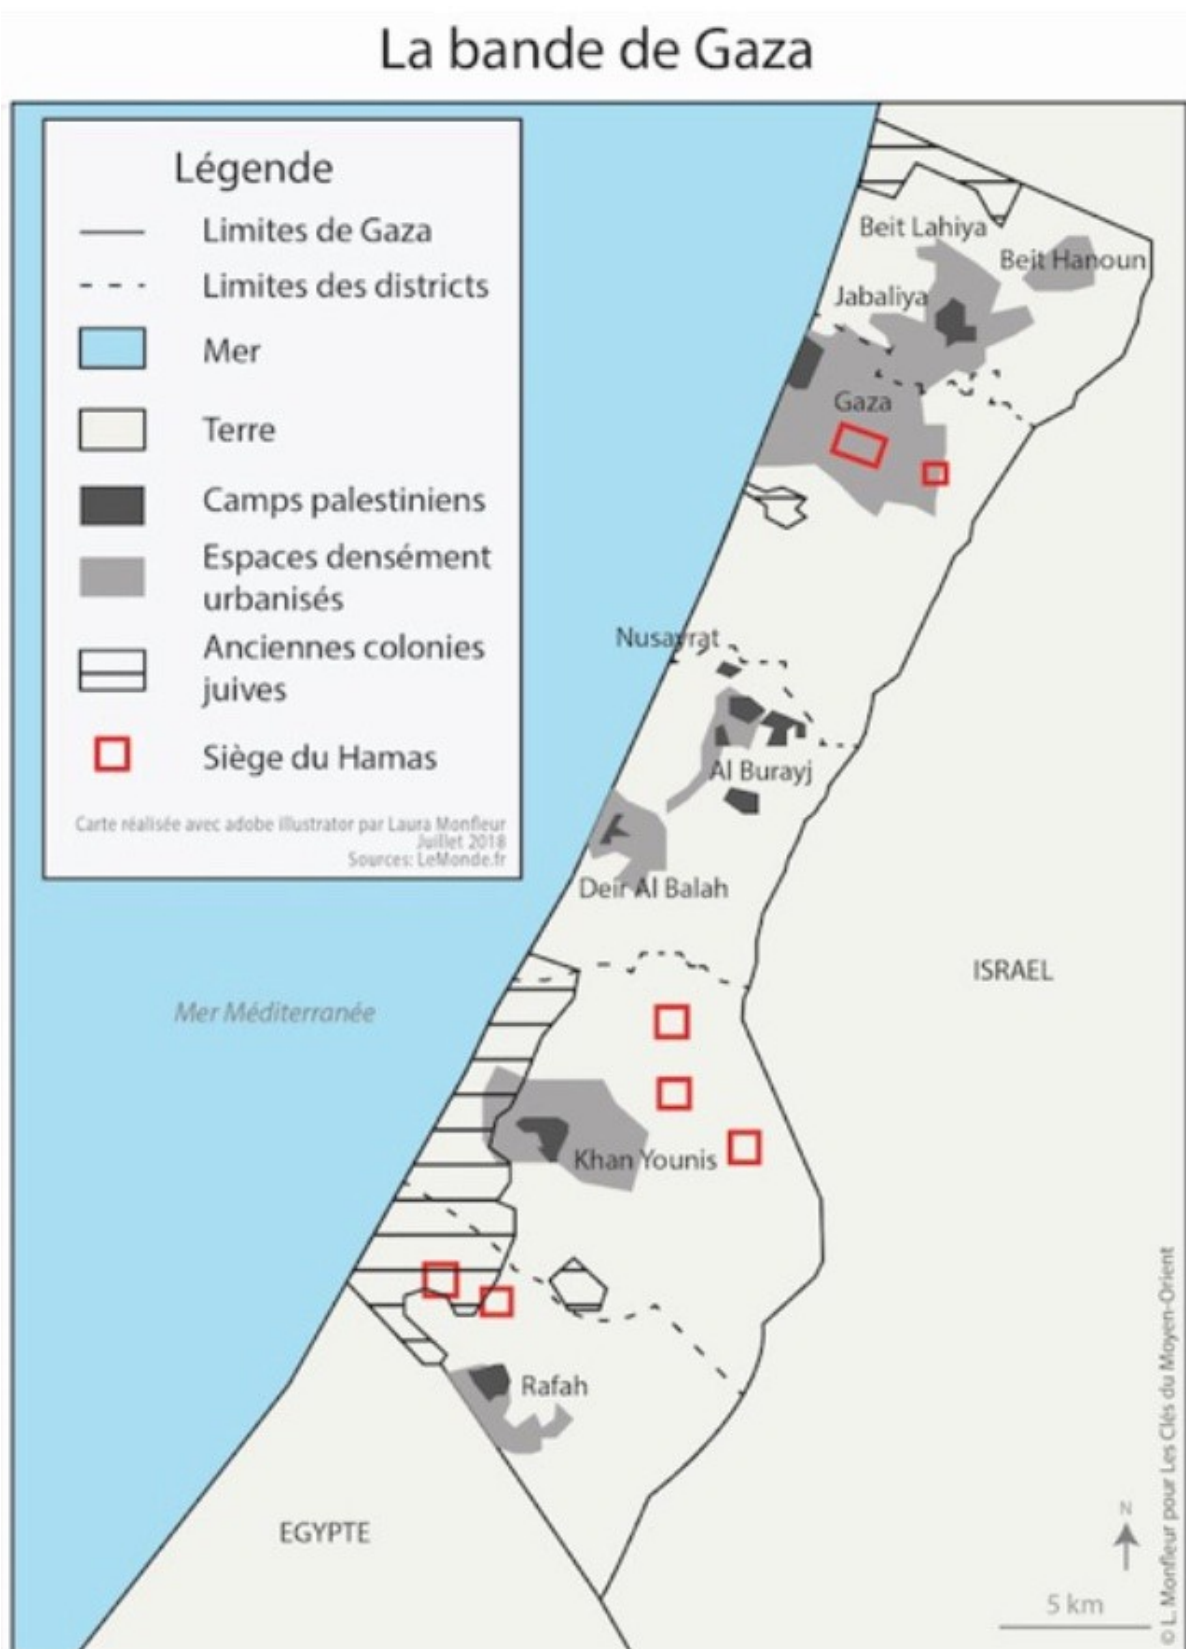 La bande de Gaza
Légende
Limites de Gaza
Limites des districts
Mer
Terre
Camps palestiniens
Espaces densément
urbanisés
Anciennes colonies
juives
Siège du Hamas
Carte réalisée avec adobe illustrator par Laura Monfleur
Juillet 2018
Sources: LeMonde.fr
Beit Lahiya
Beit Hanoun
Jabaliya
Gaza
Nusayrat
Al Burayj
Deir Al Balah
ISRAEL
Mer Méditerranée
Khan Younis
Rafah
EGYPTE
N
5 km
© L. Monfleur pour Les Clés du Moyen-Orient